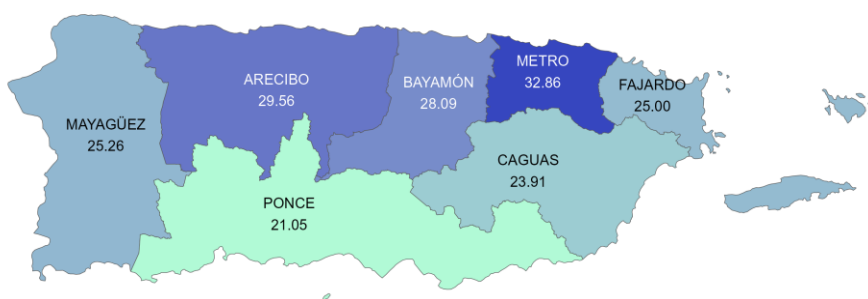 METRO
32.86
ARECIBO
29.56
BAYAMÓN
28.09
FAJARDO
25.00
MAYAGÜEZ
25.26
CAGUAS
23.91
PONCE
21.05